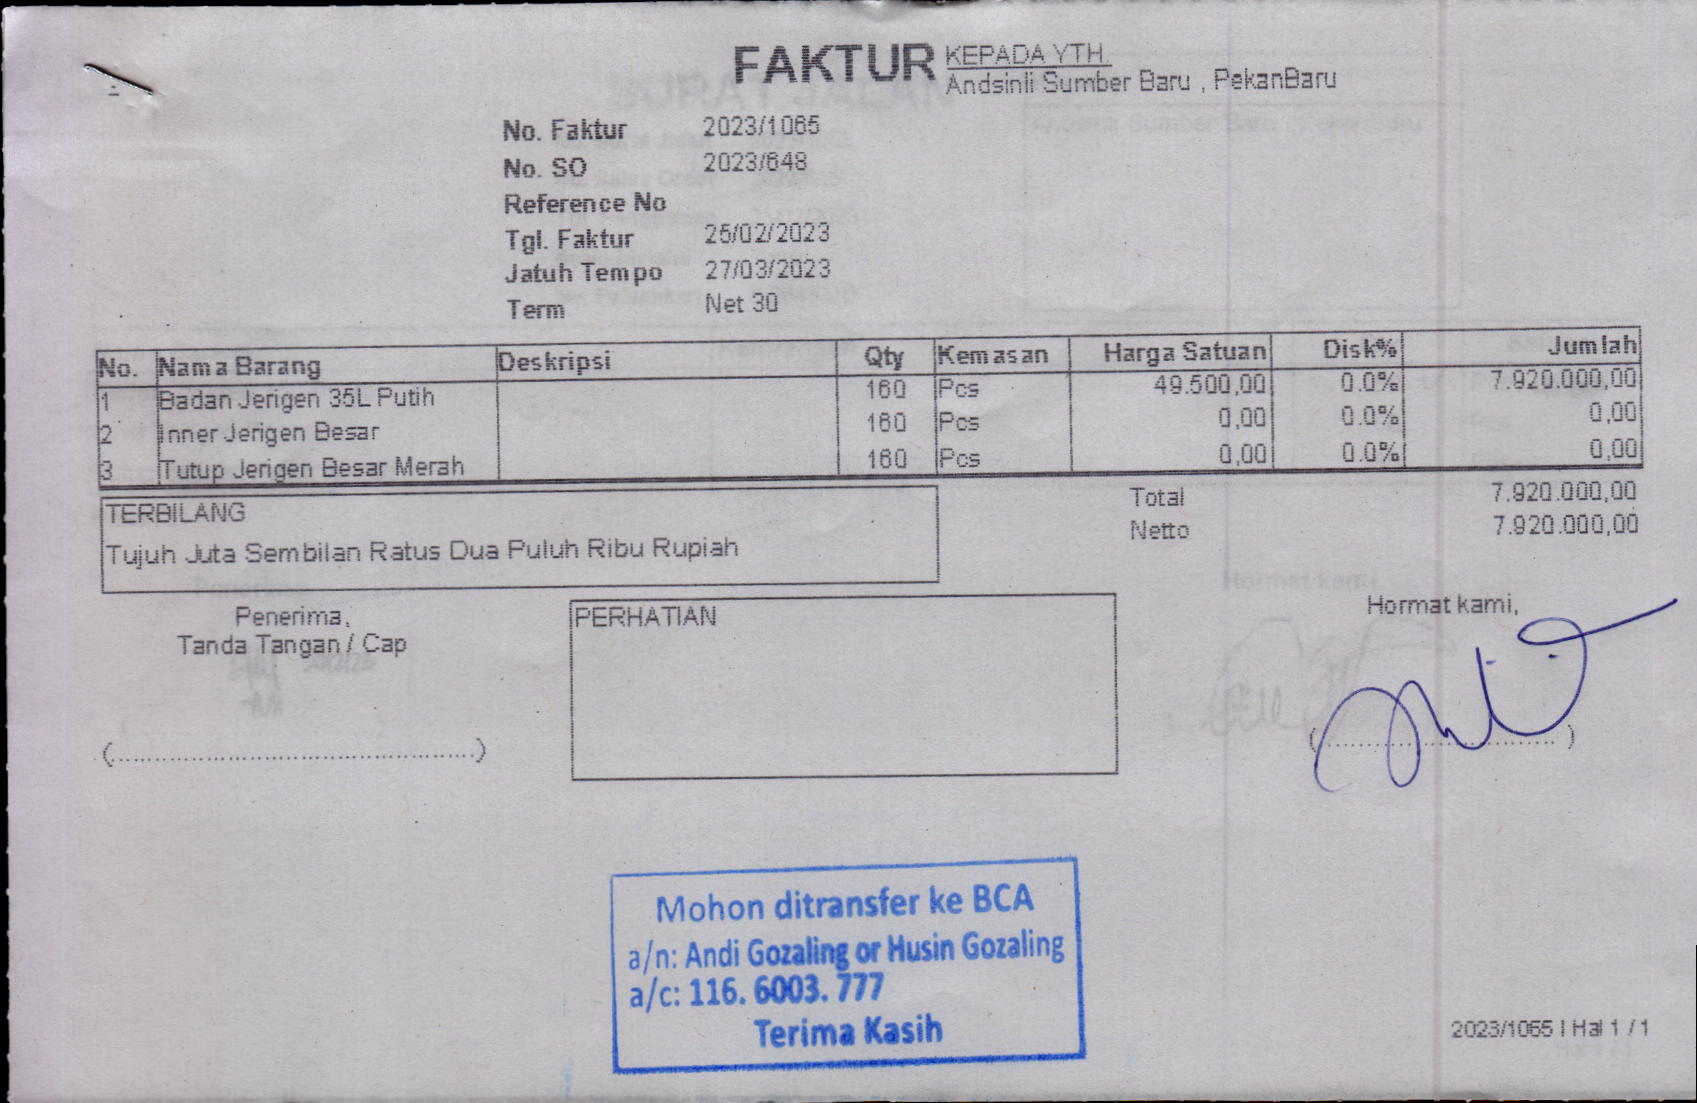 FAKTUR
KEPADA YTH.
Andsinli Sumber Baru , PekanBaru
No. Faktur 2023/1065
No. SO 2023/648
Reference No
Tgl. Faktur 25/02/2023
Jatuh Tempo 27/03/2023
Term Net 30
No. Nama Barang Deskripsi Qty Kemasan Harga Satuan Disk% Jumlah
1 Badan Jerigen 35L Putih 160 Pcs 49.500,00 0.0% 7.920.000,00
2 Inner Jerigen Besar 160 Pcs 0,00 0.0% 0,00
3 Tutup Jerigen Besar Merah 160 Pcs 0,00 0.0% 0,00
Total 7.920.000,00
Netto 7.920.000,00
TERBILANG
Tujuh Juta Sembilan Ratus Dua Puluh Ribu Rupiah
Penerima,
Tanda Tangan / Cap
PERHATIAN
Hormat kami,
Mohon ditransfer ke BCA
a/n: Andi Gozaling or Husin Gozaling
a/c: 116. 6003. 777
Terima Kasih
2023/1065 | Hal 1 / 1